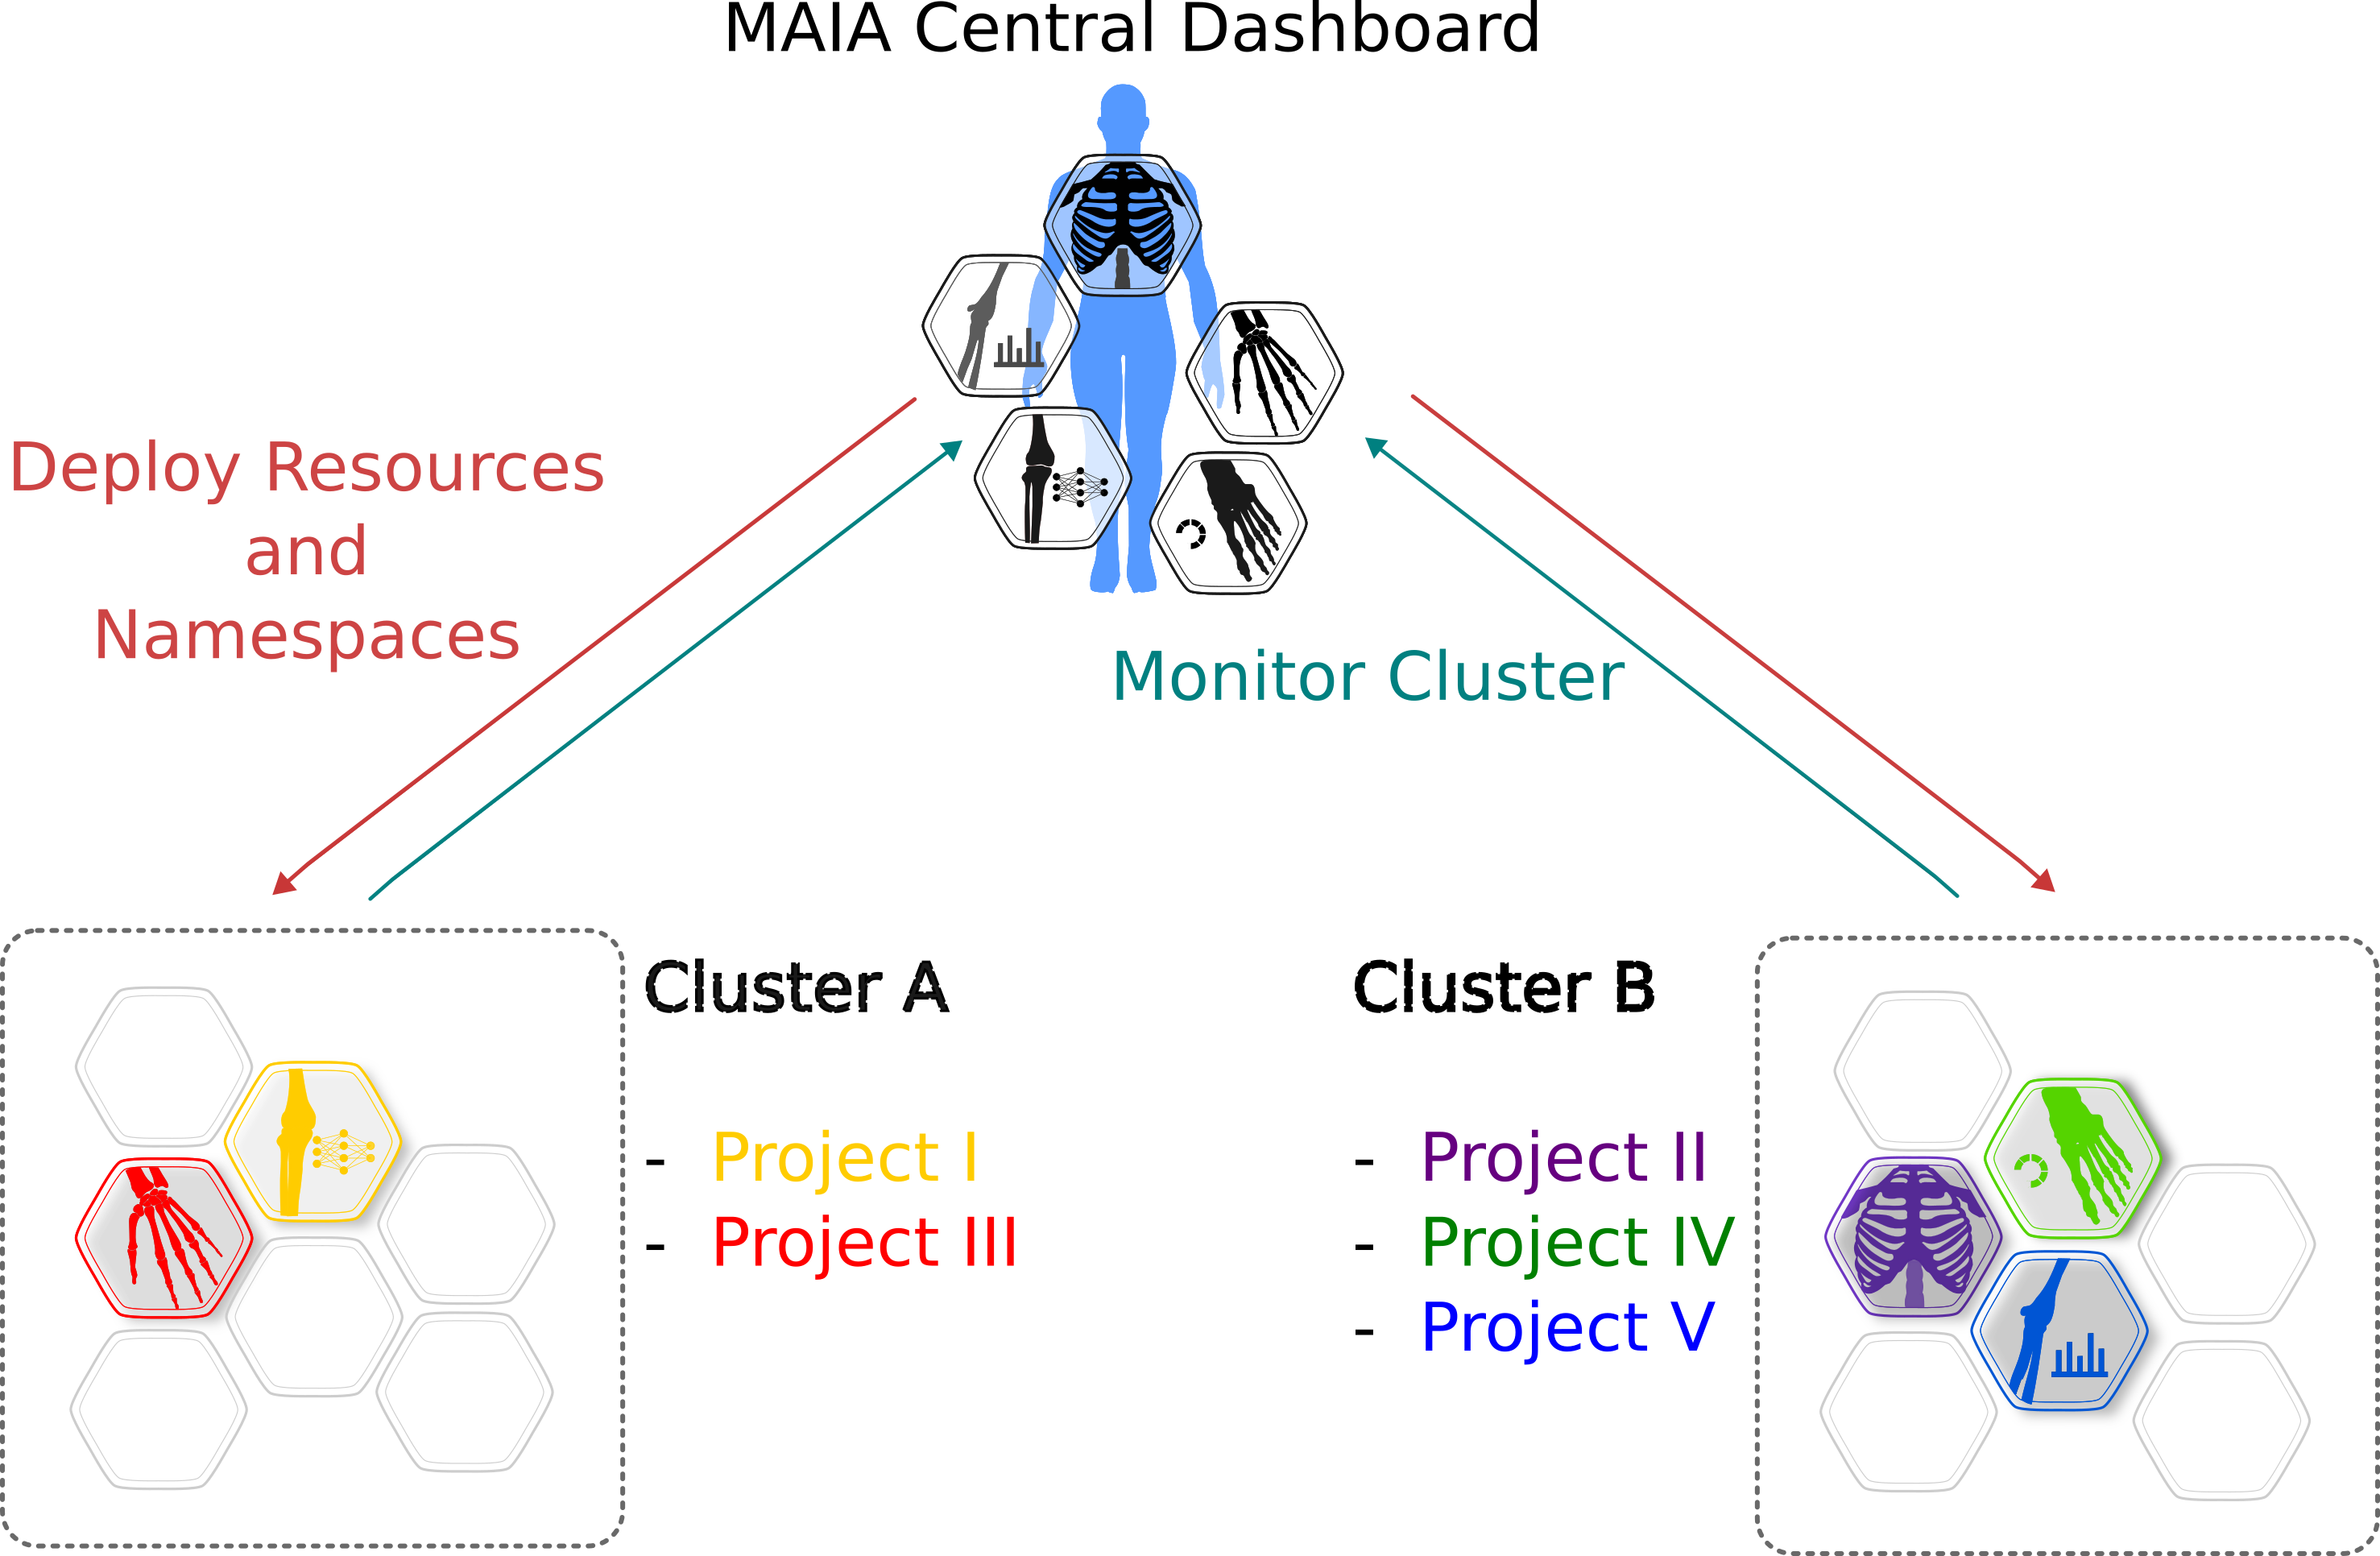 MAIA Central Dashboard
Deploy Resources
and
Namespaces
Monitor Cluster
Cluster A
- Project I
- Project III
Cluster B
- Project II
- Project IV
- Project V